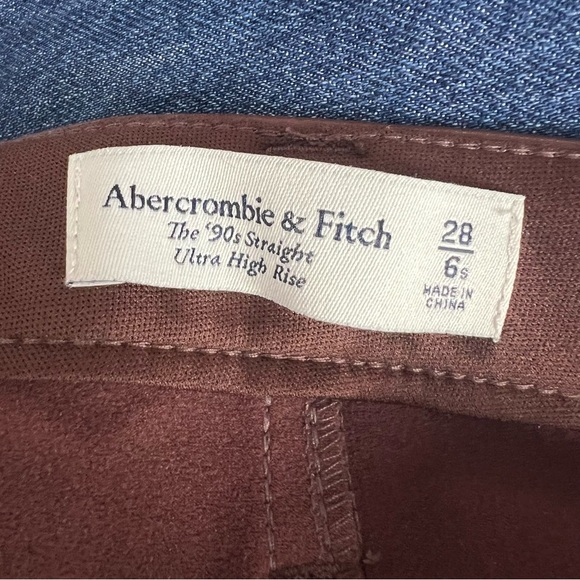 Abercrombie & Fitch
The ‘90s Straight
Ultra High Rise
28
6s
MADE IN
CHINA